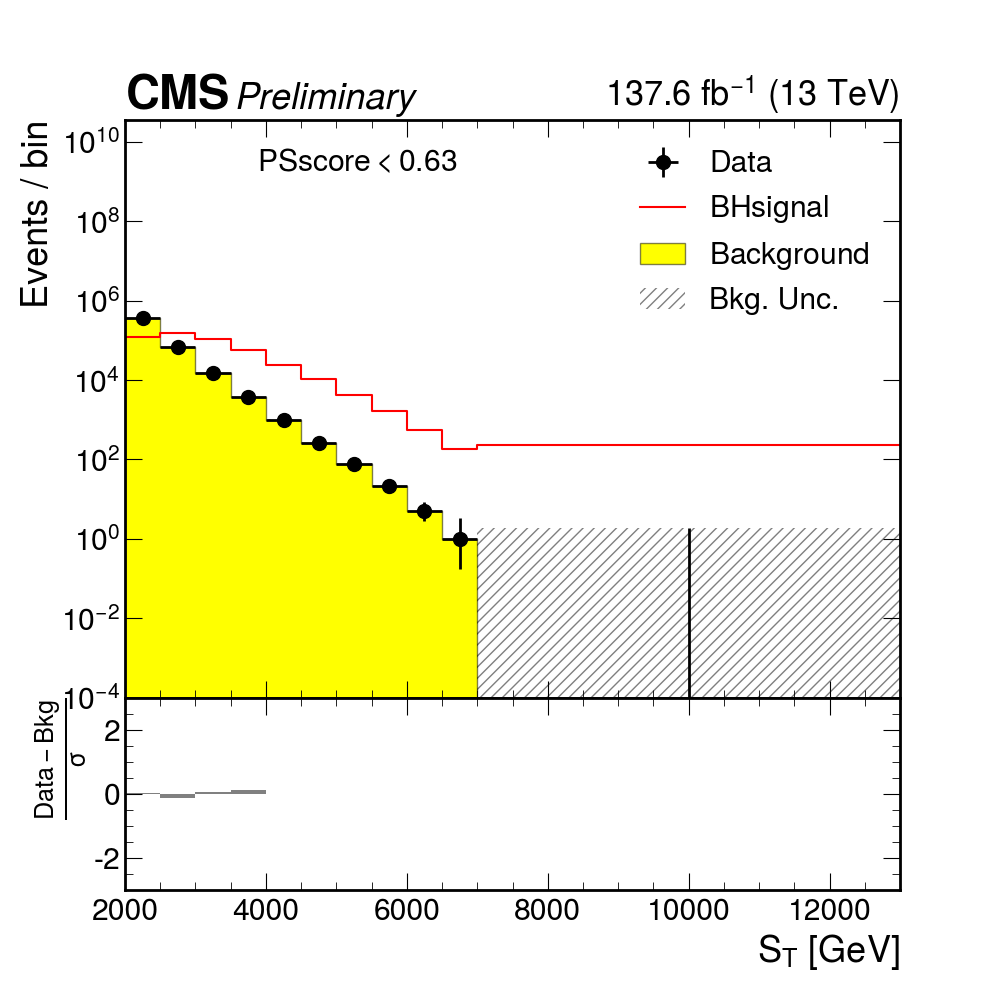 CMS Preliminary 137.6 fb⁻¹ (13 TeV)
Events / bin
PSscore < 0.63
Data
BHsignal
Background
Bkg. Unc.
10¹⁰
10⁸
10⁶
10⁴
10²
10⁰
10⁻²
10⁻⁴
Data – Bkg
σ
2
0
-2
2000 4000 6000 8000 10000 12000
S_T [GeV]